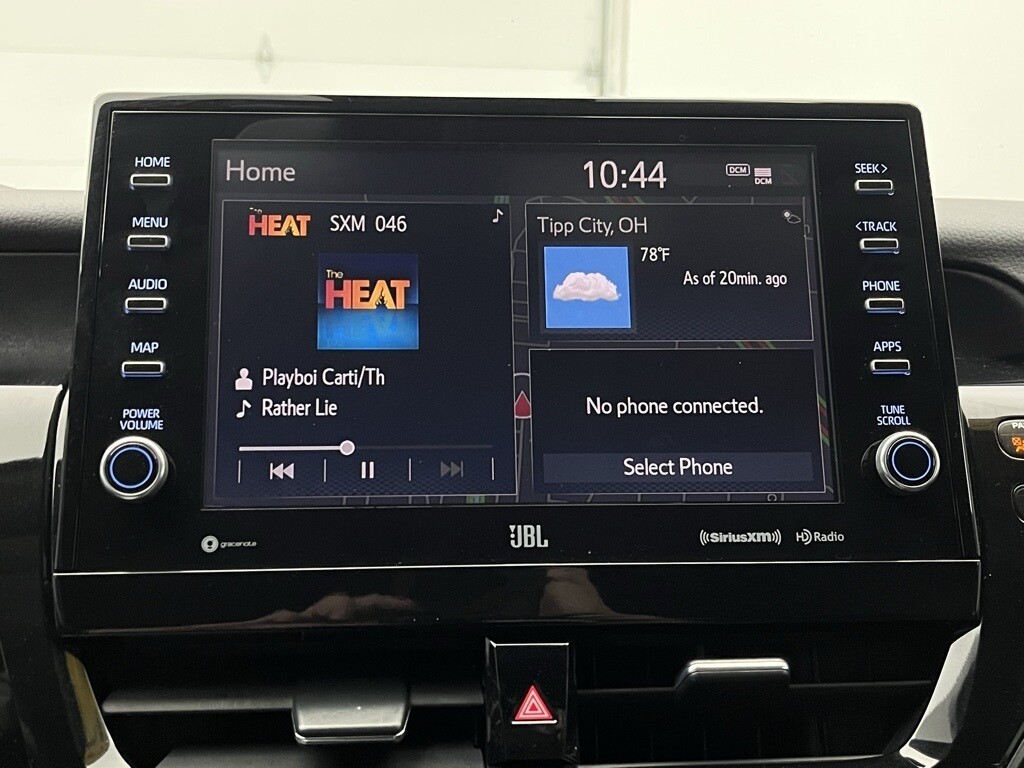 HOME
MENU
AUDIO
MAP
POWER
VOLUME
Home
10:44
DCM
DCM
The
HEAT
SXM 046
The
HEAT
Playboi Carti/Th
Rather Lie
Tipp City, OH
78°F
As of 20min. ago
No phone connected.
Select Phone
SEEK>
<TRACK
PHONE
APPS
TUNE
SCROLL
gracenote
JBL
((SiriusXM))
HD Radio